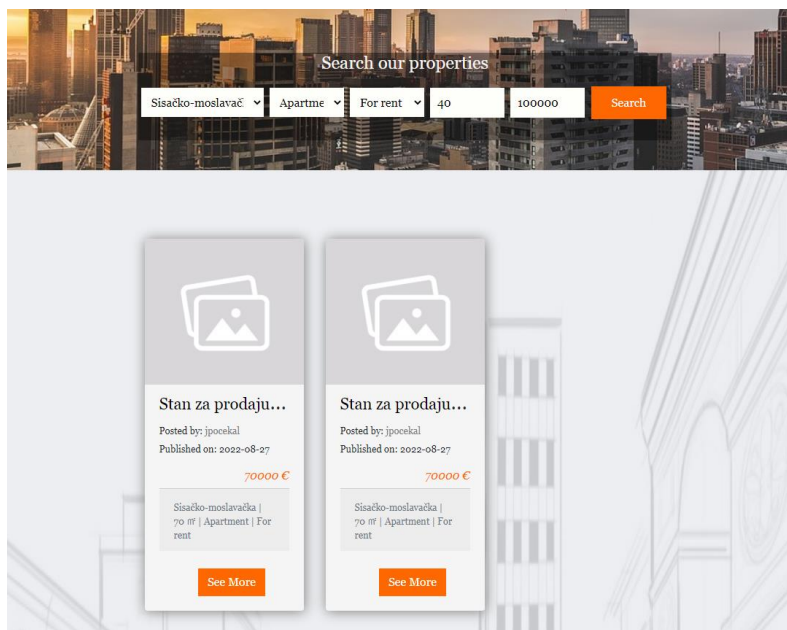 Search our properties
Sisačko-moslavač Apartme For rent 40 100000 Search
Stan za prodaju...
Posted by: jpocekal
Published on: 2022-08-27
70000 €
Sisačko-moslavačka |
70 ㎡ | Apartment | For
rent
See More
Stan za prodaju...
Posted by: jpocekal
Published on: 2022-08-27
70000 €
Sisačko-moslavačka |
70 ㎡ | Apartment | For
rent
See More